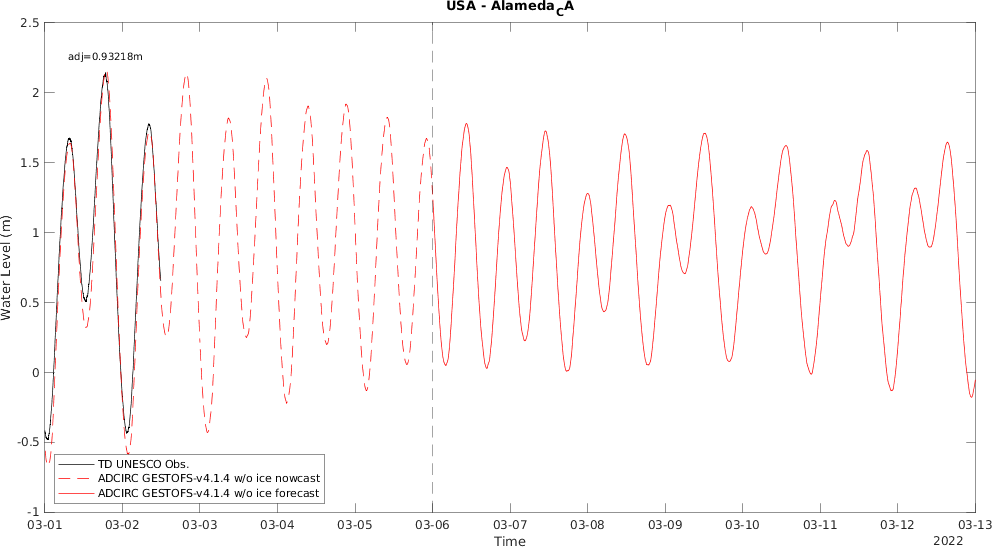 USA - Alameda_CA
adj=0.93218m
2.5
2
1.5
1
0.5
0
-0.5
-1
Water Level (m)
TD UNESCO Obs.
ADCIRC GESTOFS-v4.1.4 w/o ice nowcast
ADCIRC GESTOFS-v4.1.4 w/o ice forecast
03-01 03-02 03-03 03-04 03-05 03-06 03-07 03-08 03-09 03-10 03-11 03-12 03-13
Time
2022